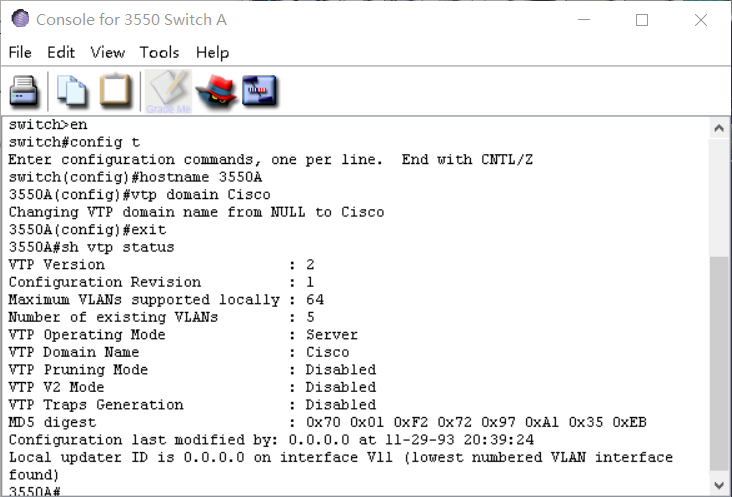 Console for 3550 Switch A
File Edit View Tools Help
Grade Me
switch>en
switch#config t
Enter configuration commands, one per line.  End with CNTL/Z
switch(config)#hostname 3550A
3550A(config)#vtp domain Cisco
Changing VTP domain name from NULL to Cisco
3550A(config)#exit
3550A#sh vtp status
VTP Version                     : 2
Configuration Revision          : 1
Maximum VLANs supported locally : 64
Number of existing VLANs        : 5
VTP Operating Mode              : Server
VTP Domain Name                 : Cisco
VTP Pruning Mode                : Disabled
VTP V2 Mode                     : Disabled
VTP Traps Generation            : Disabled
MD5 digest                      : 0x70 0x01 0xF2 0x72 0x97 0xA1 0x35 0xEB
Configuration last modified by: 0.0.0.0 at 11-29-93 20:39:24
Local updater ID is 0.0.0.0 on interface Vl1 (lowest numbered VLAN interface
found)
3550A#